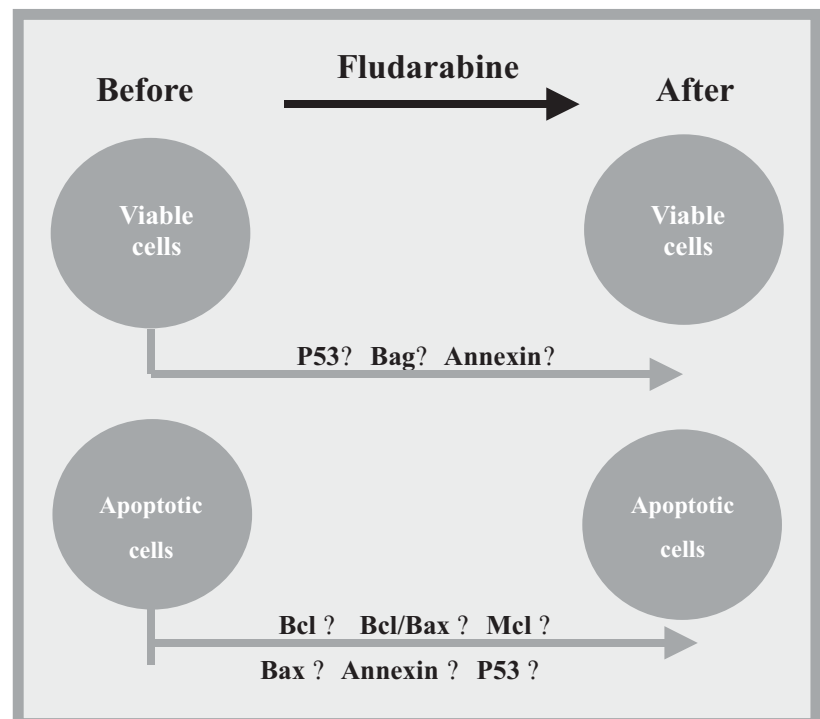 Fludarabine
Before
After
Viable
cells
Viable
cells
P53? Bag? Annexin?
Apoptotic
cells
Apoptotic
cells
Bcl ? Bcl/Bax ? Mcl ?
Bax ? Annexin ? P53 ?